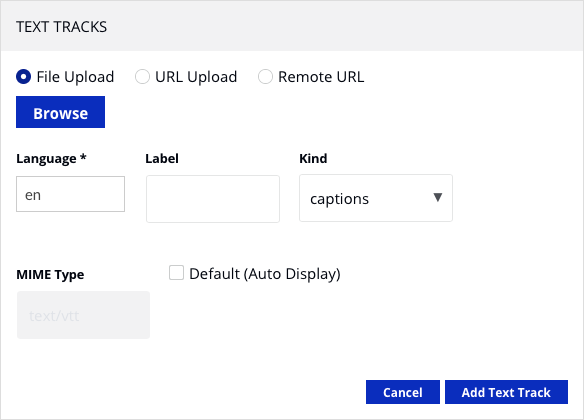 TEXT TRACKS
File Upload URL Upload Remote URL
Browse
Language * Label Kind
en captions
MIME Type Default (Auto Display)
text/vtt
Cancel Add Text Track